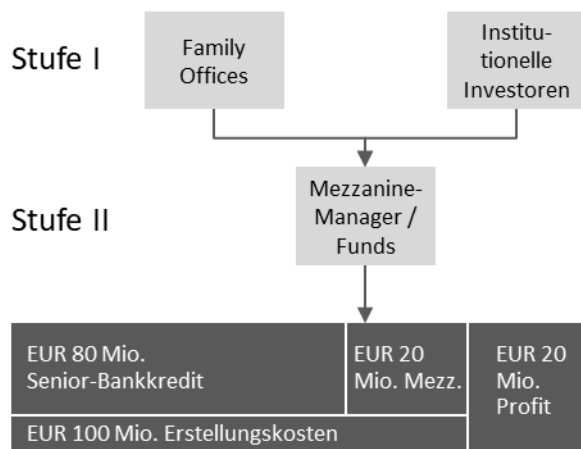 Stufe I
Family
Offices
Institu-
tionelle
Investoren
Stufe II
Mezzanine-
Manager /
Funds
EUR 80 Mio.
Senior-Bankkredit
EUR 20
Mio. Mezz.
EUR 20
Mio.
Profit
EUR 100 Mio. Erstellungskosten